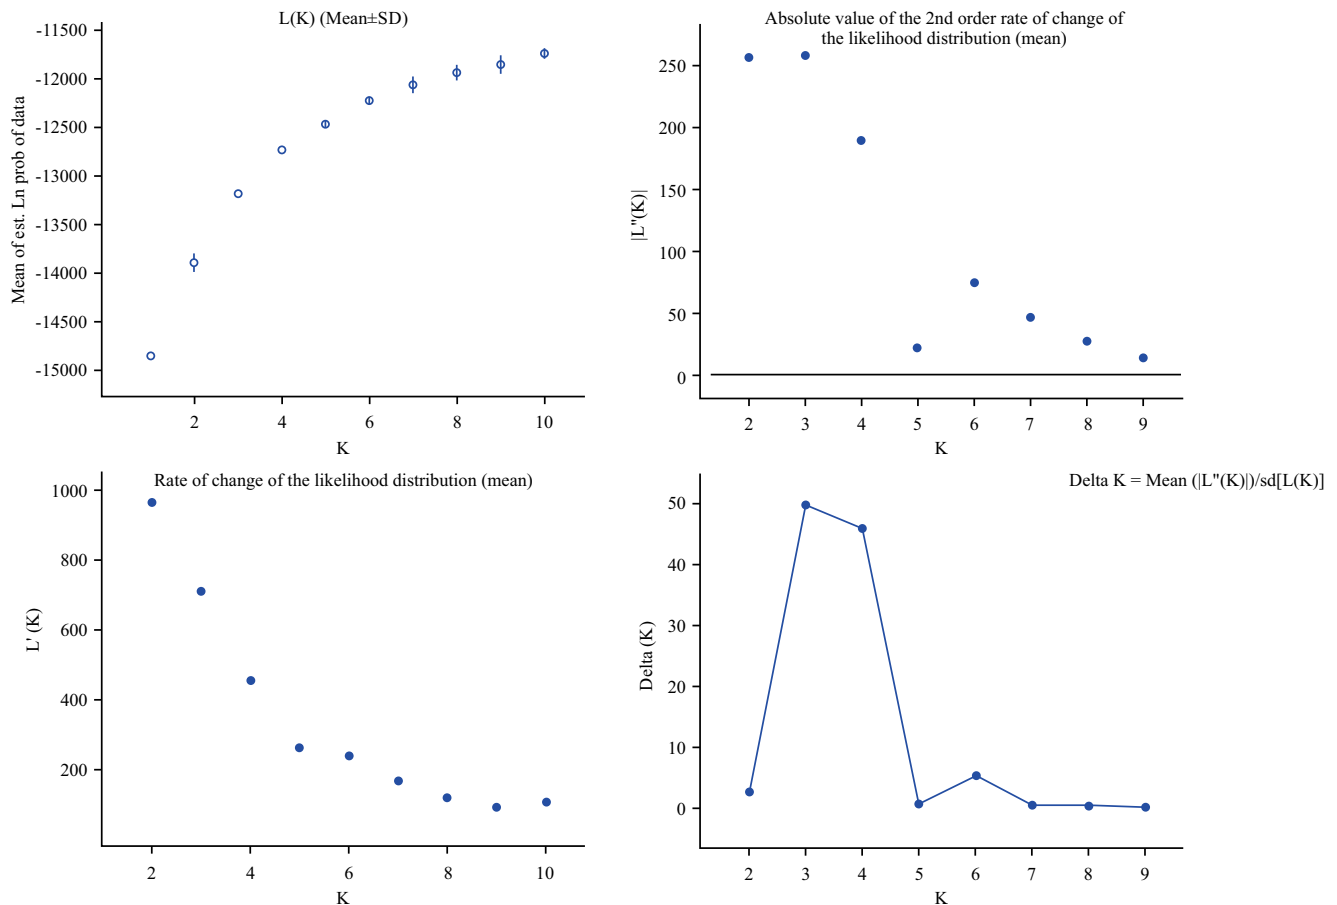 L(K) (Mean±SD)
Mean of est. Ln prob of data
-11500
-12000
-12500
-13000
-13500
-14000
-14500
-15000
2 4 6 8 10
K
Absolute value of the 2nd order rate of change of
the likelihood distribution (mean)
|L"(K)|
250
200
150
100
50
0
2 3 4 5 6 7 8 9
K
Rate of change of the likelihood distribution (mean)
L' (K)
1000
800
600
400
200
2 4 6 8 10
K
Delta K = Mean (|L"(K)|)/sd[L(K)]
Delta (K)
50
40
30
20
10
0
2 3 4 5 6 7 8 9
K